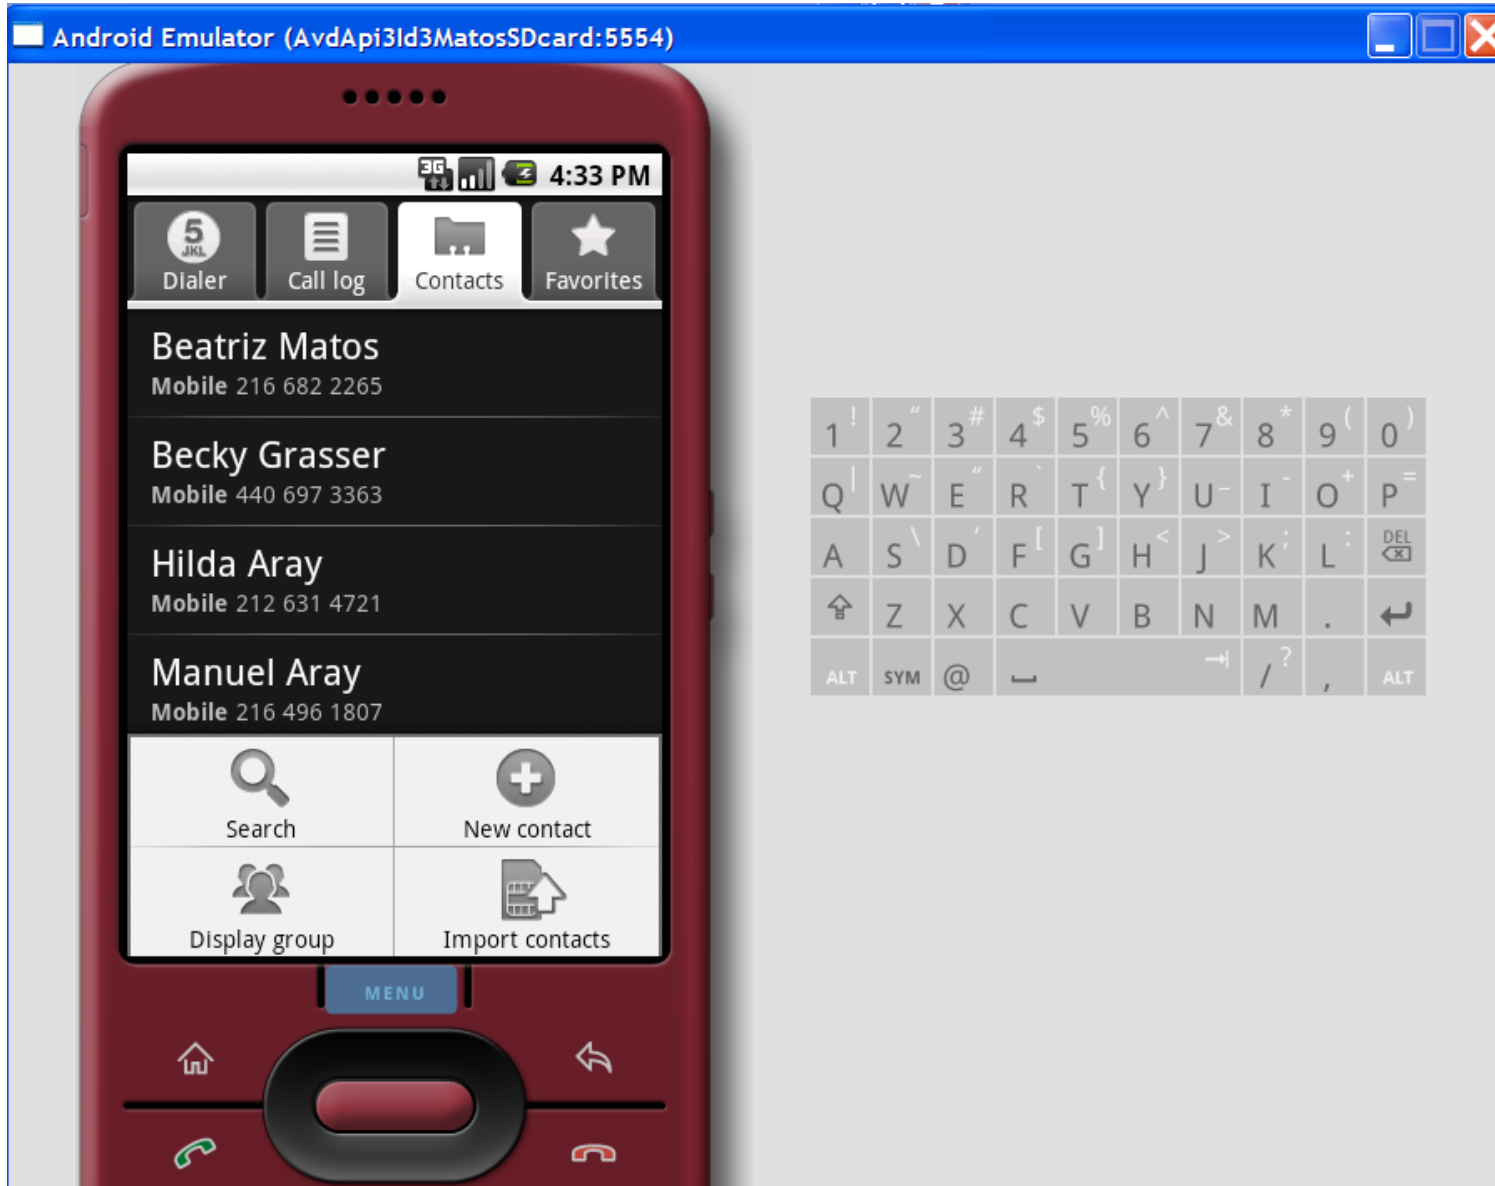 Android Emulator (AvdApi3Id3MatosSDcard:5554)
3G 4:33 PM
5 JKL
Dialer Call log Contacts Favorites
Beatriz Matos
Mobile 216 682 2265
Becky Grasser
Mobile 440 697 3363
Hilda Aray
Mobile 212 631 4721
Manuel Aray
Mobile 216 496 1807
Search New contact
Display group Import contacts
MENU
1 ! 2 “ 3 # 4 $ 5 % 6 ^ 7 & 8 * 9 ( 0 )
Q | W ~ E “ R ` T { Y } U _ I - O + P =
A S \ D ‘ F [ G ] H < J > K ; L : DEL
Z X C V B N M .
ALT SYM @ / ? , ALT